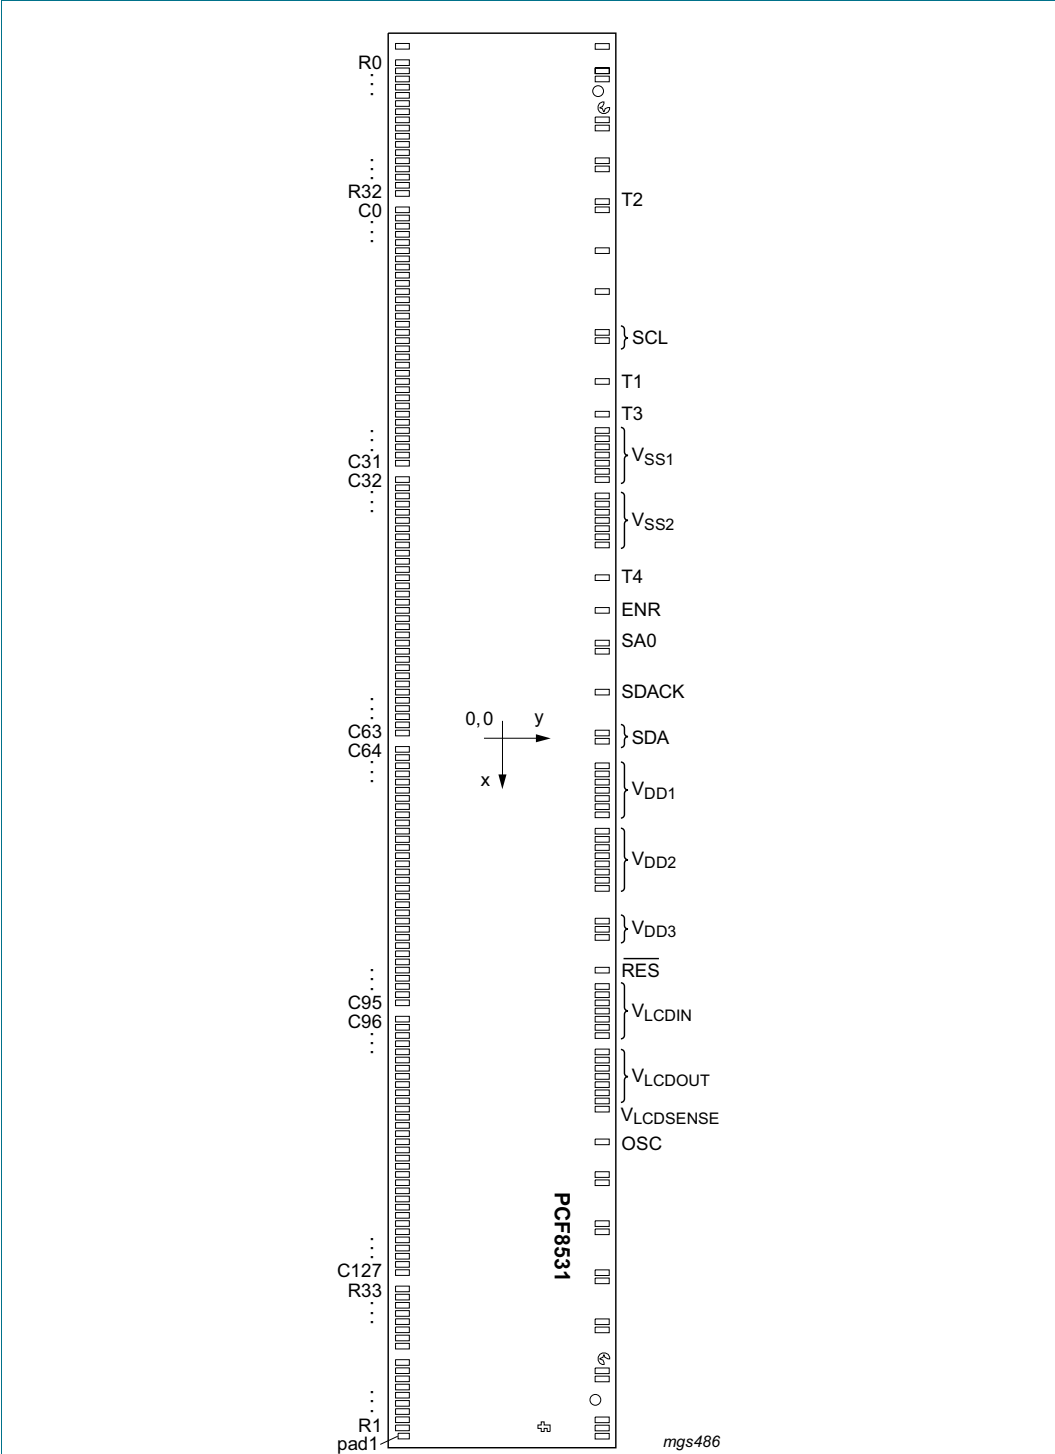 R0
R32
C0
T2
SCL
T1
T3
VSS1
C31
C32
VSS2
T4
ENR
SA0
SDACK
0,0
y
x
C63
C64
SDA
VDD1
VDD2
VDD3
RES
C95
C96
VLCDIN
VLCDOUT
VLCDSENSE
OSC
PCF8531
C127
R33
R1
pad1
mgs486